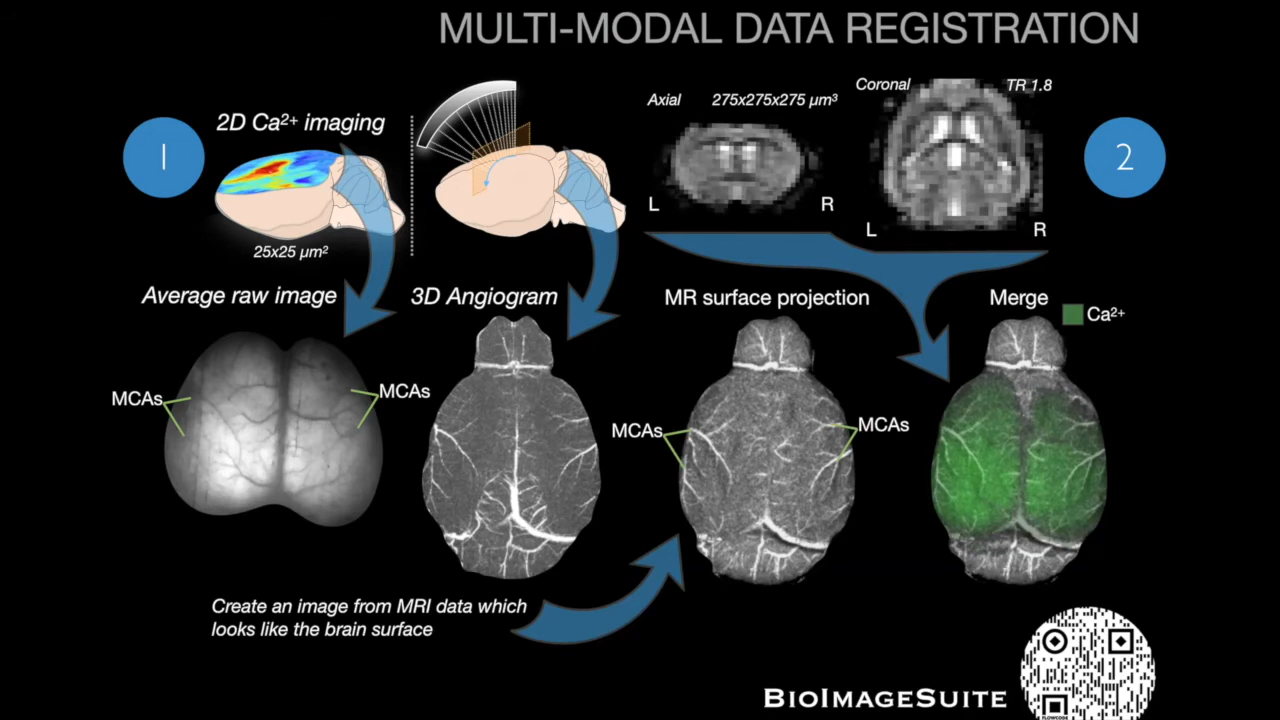 MULTI-MODAL DATA REGISTRATION
1
2D Ca²⁺ imaging
25x25 μm²
Axial
275x275x275 μm³
Coronal
TR 1.8
2
L
R
L
R
Average raw image
3D Angiogram
MR surface projection
Merge
Ca²⁺
MCAs
MCAs
MCAs
MCAs
Create an image from MRI data which
looks like the brain surface
BIOIMAGESUITE
FLOWCODE